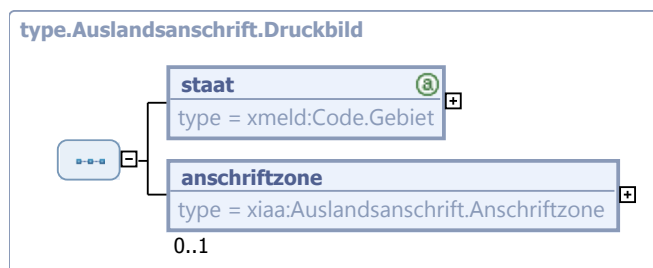 type.Auslandsanschrift.Druckbild
staat
type = xmeld:Code.Gebiet
anschriftzone
type = xiaa:Auslandsanschrift.Anschriftzone
0..1